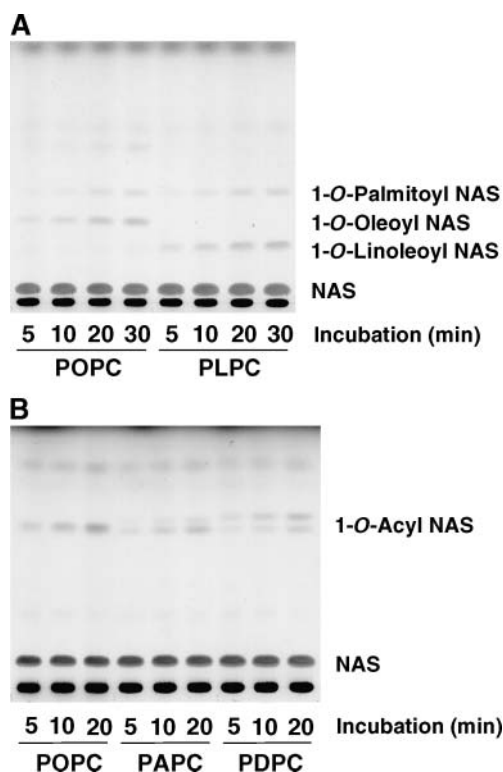 A
1-O-Palmitoyl NAS
1-O-Oleoyl NAS
1-O-Linoleoyl NAS
NAS
5 10 20 30 5 10 20 30 Incubation (min)
POPC PLPC
B
1-O-Acyl NAS
NAS
5 10 20 5 10 20 5 10 20 Incubation (min)
POPC PAPC PDPC